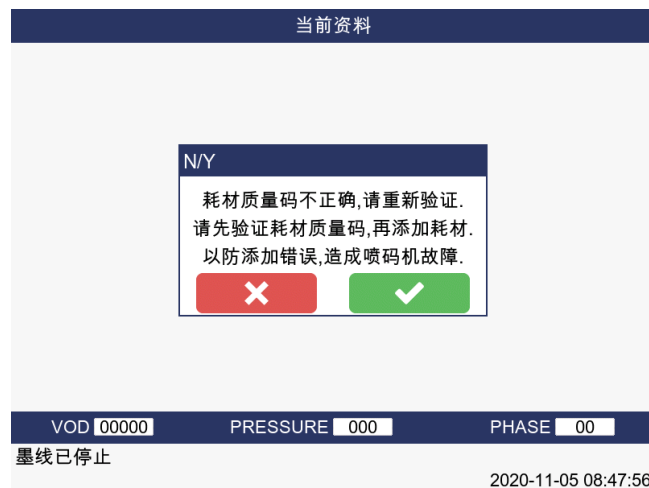 当前资料
N/Y
耗材质量码不正确,请重新验证.
请先验证耗材质量码,再添加耗材.
以防添加错误,造成喷码机故障.
VOD 00000 PRESSURE 000 PHASE 00
墨线已停止
2020-11-05 08:47:56